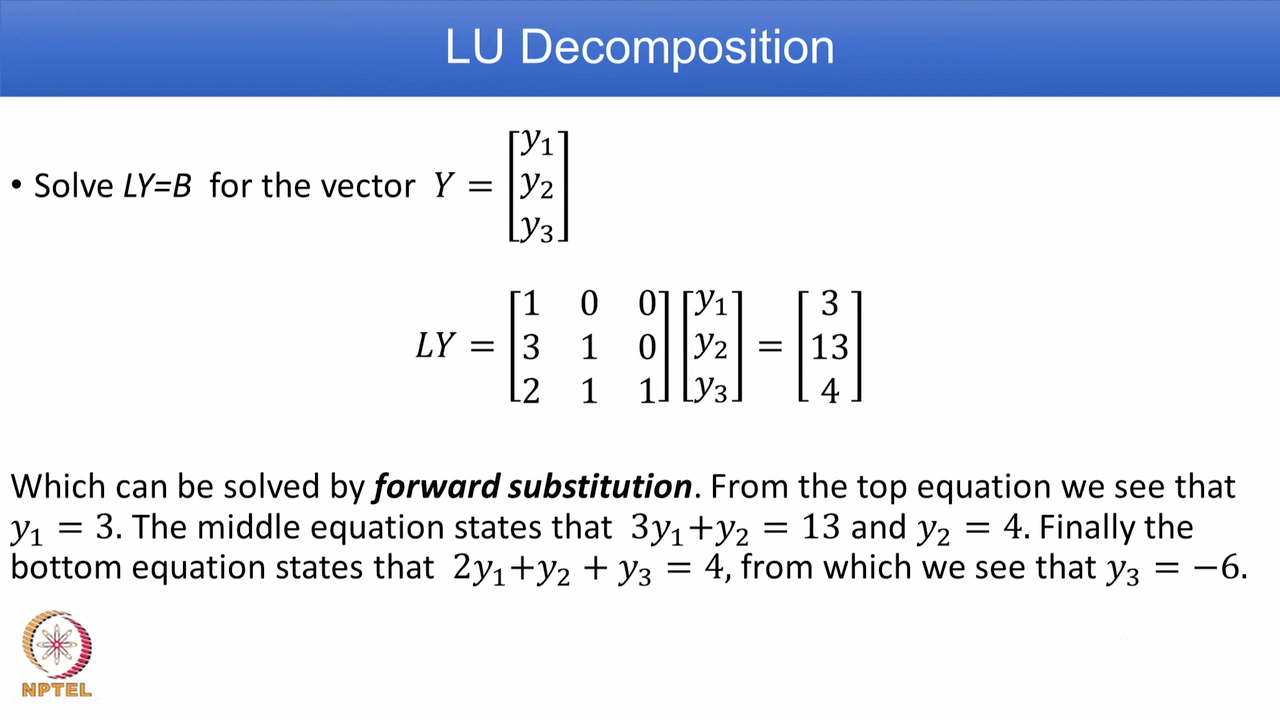 LU Decomposition
• Solve LY=B for the vector Y = [y₁
y₂
y₃]
LY = [1 0 0
3 1 0
2 1 1] [y₁
y₂
y₃] = [3
13
4]
Which can be solved by forward substitution. From the top equation we see that
y₁ = 3. The middle equation states that 3y₁+y₂ = 13 and y₂ = 4. Finally the
bottom equation states that 2y₁+y₂ + y₃ = 4, from which we see that y₃ = −6.
NPTEL